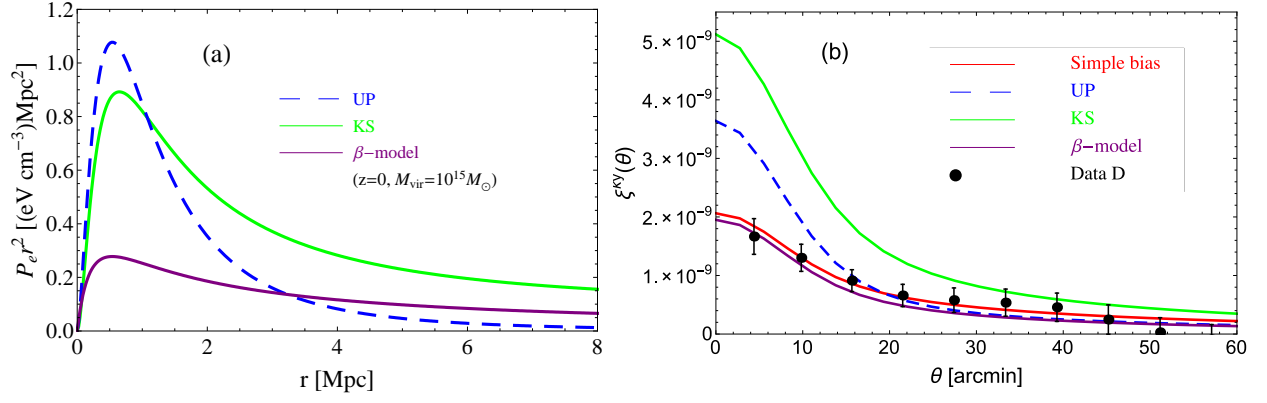 (a)
UP
KS
β−model
(z=0, M_vir=10^15 M_⊙)
P_e r^2 [(eV cm^−3)Mpc^2]
1.2
1.0
0.8
0.6
0.4
0.2
0.0
0 2 4 6 8
r [Mpc]
(b)
Simple bias
UP
KS
β−model
Data D
ξ^κy(θ)
5.×10^−9
4.×10^−9
3.×10^−9
2.×10^−9
1.×10^−9
0
0 10 20 30 40 50 60
θ [arcmin]